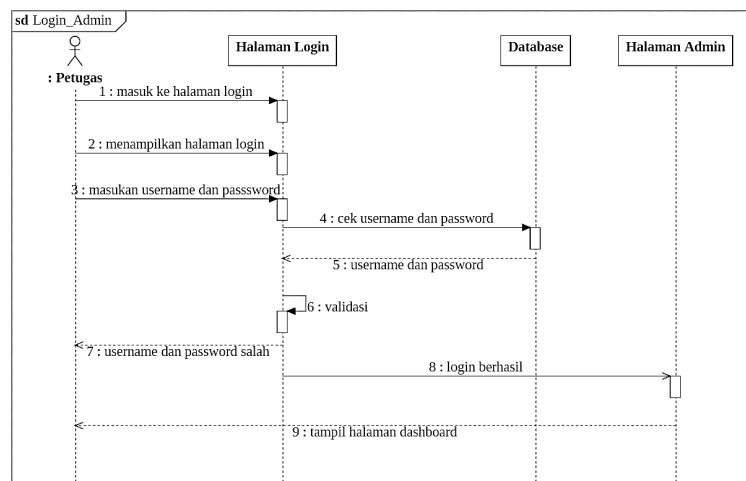 sd Login_Admin
Halaman Login
Database
Halaman Admin
: Petugas
1 : masuk ke halaman login
2 : menampilkan halaman login
3 : masukan username dan passsword
4 : cek username dan password
5 : username dan password
6 : validasi
7 : username dan password salah
8 : login berhasil
9 : tampil halaman dashboard